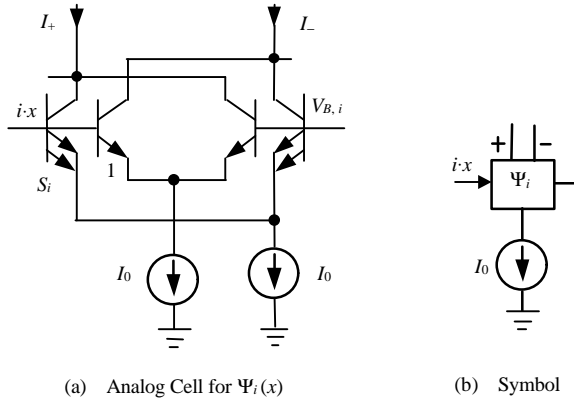 I+ I−
i·x VB, i
Si 1
I0 I0
(a) Analog Cell for Ψi(x)
+ −
i·x Ψi
I0
(b) Symbol